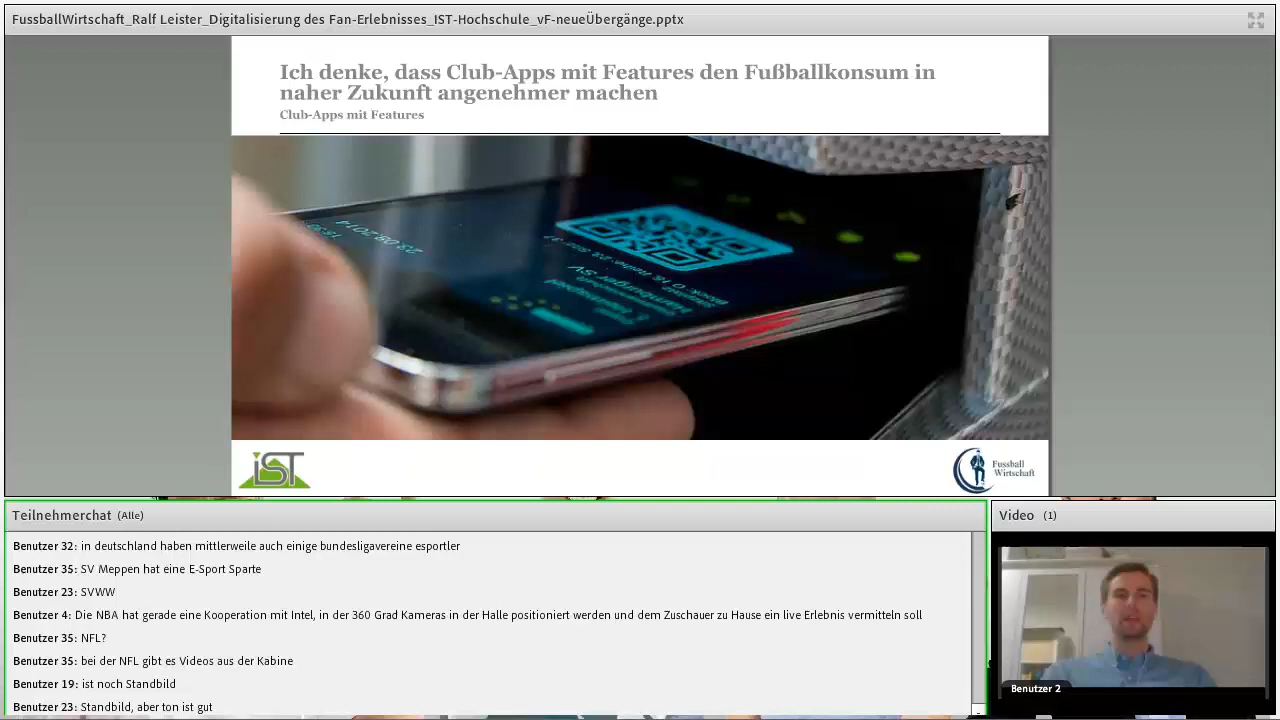 FussballWirtschaft_Ralf Leister_Digitalisierung des Fan-Erlebnisses_IST-Hochschule_vF-neueÜbergänge.pptx
Ich denke, dass Club-Apps mit Features den Fußballkonsum in
naher Zukunft angenehmer machen
Club-Apps mit Features
23.08.2014
Hamburger SV
iST
Fussball
Wirtschaft
Teilnehmerchat (Alle)
Benutzer 32: in deutschland haben mittlerweile auch einige bundesligavereine esportler
Benutzer 35: SV Meppen hat eine E-Sport Sparte
Benutzer 23: SVWW
Benutzer 4: Die NBA hat gerade eine Kooperation mit Intel, in der 360 Grad Kameras in der Halle positioniert werden und dem Zuschauer zu Hause ein live Erlebnis vermitteln soll
Benutzer 35: NFL?
Benutzer 35: bei der NFL gibt es Videos aus der Kabine
Benutzer 19: ist noch Standbild
Benutzer 23: Standbild, aber ton ist gut
Video (1)
Benutzer 2